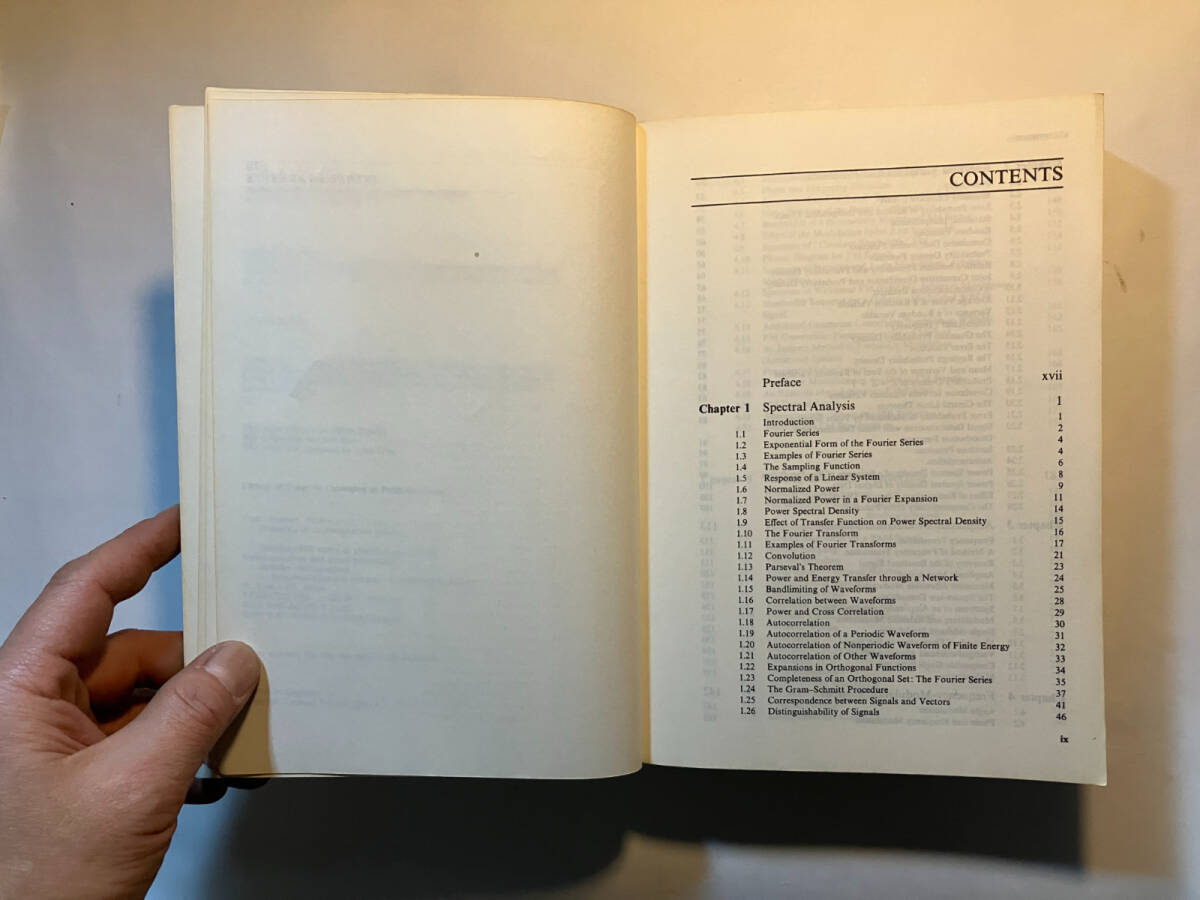 CONTENTS
Preface xvii
Chapter 1 Spectral Analysis 1
Introduction 1
1.1 Fourier Series 2
1.2 Exponential Form of the Fourier Series 4
1.3 Examples of Fourier Series 4
1.4 The Sampling Function 6
1.5 Response of a Linear System 8
1.6 Normalized Power 9
1.7 Normalized Power in a Fourier Expansion 11
1.8 Power Spectral Density 14
1.9 Effect of Transfer Function on Power Spectral Density 15
1.10 The Fourier Transform 16
1.11 Examples of Fourier Transforms 17
1.12 Convolution 21
1.13 Parseval's Theorem 23
1.14 Power and Energy Transfer through a Network 24
1.15 Bandlimiting of Waveforms 25
1.16 Correlation between Waveforms 28
1.17 Power and Cross Correlation 29
1.18 Autocorrelation 30
1.19 Autocorrelation of a Periodic Waveform 31
1.20 Autocorrelation of Nonperiodic Waveform of Finite Energy 32
1.21 Autocorrelation of Other Waveforms 33
1.22 Expansions in Orthogonal Functions 34
1.23 Completeness of an Orthogonal Set: The Fourier Series 35
1.24 The Gram–Schmitt Procedure 37
1.25 Correspondence between Signals and Vectors 41
1.26 Distinguishability of Signals 46
ix